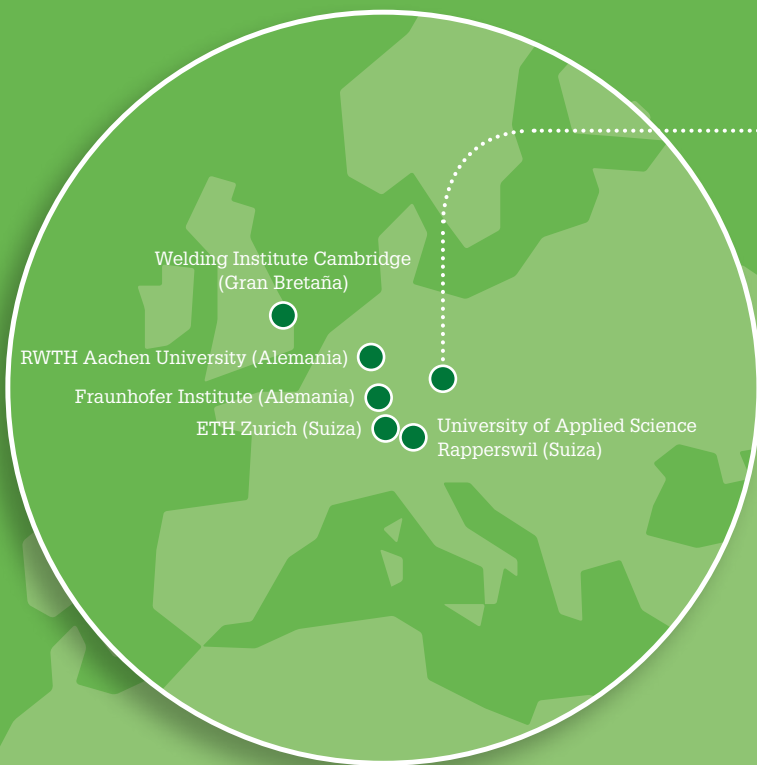 Welding Institute Cambridge
(Gran Bretaña)
RWTH Aachen University (Alemania)
Fraunhofer Institute (Alemania)
ETH Zurich (Suiza)
University of Applied Science
Rapperswil (Suiza)